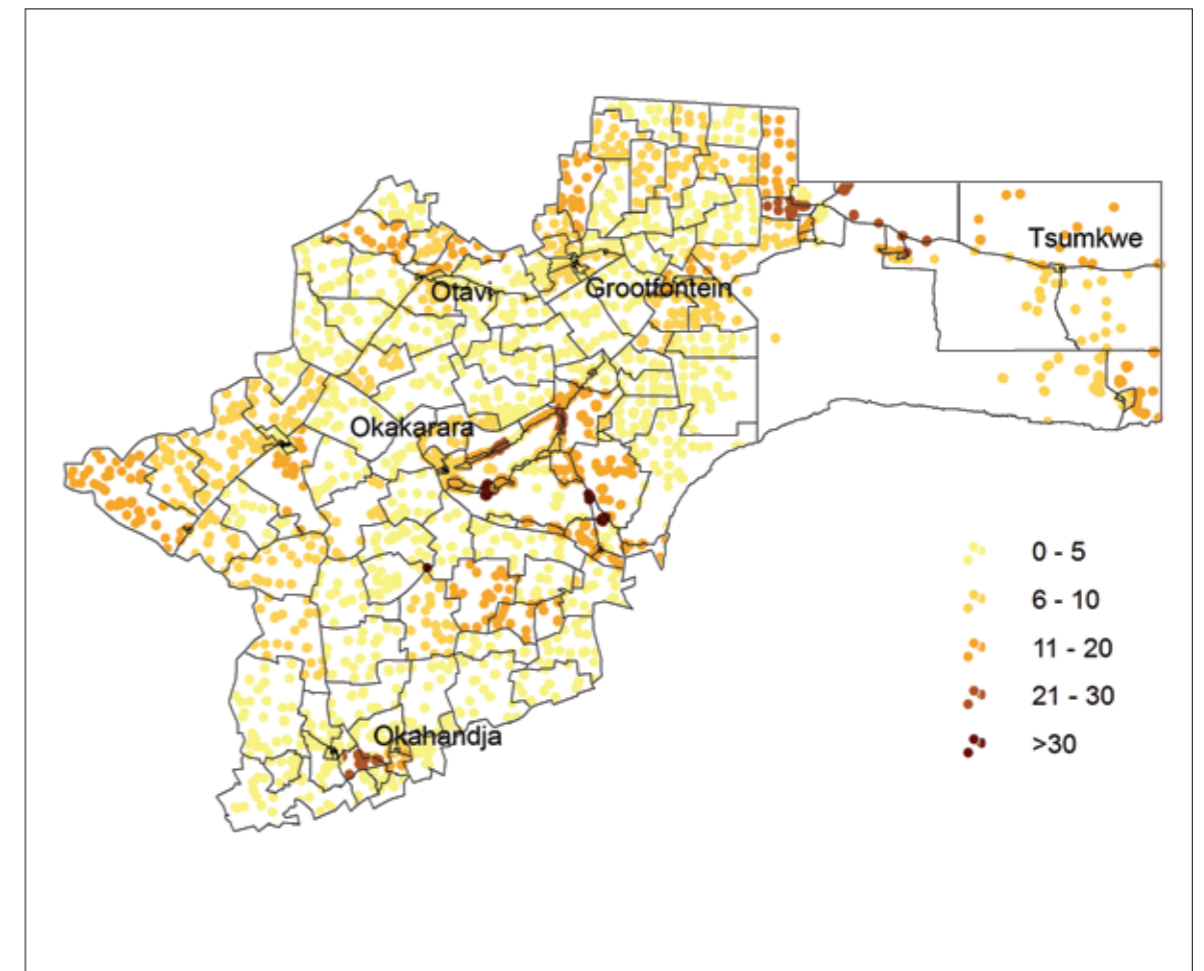 Tsumkwe
Otavi
Grootfontein
Okakarara
Okahandja
0 - 5
6 - 10
11 - 20
21 - 30
>30